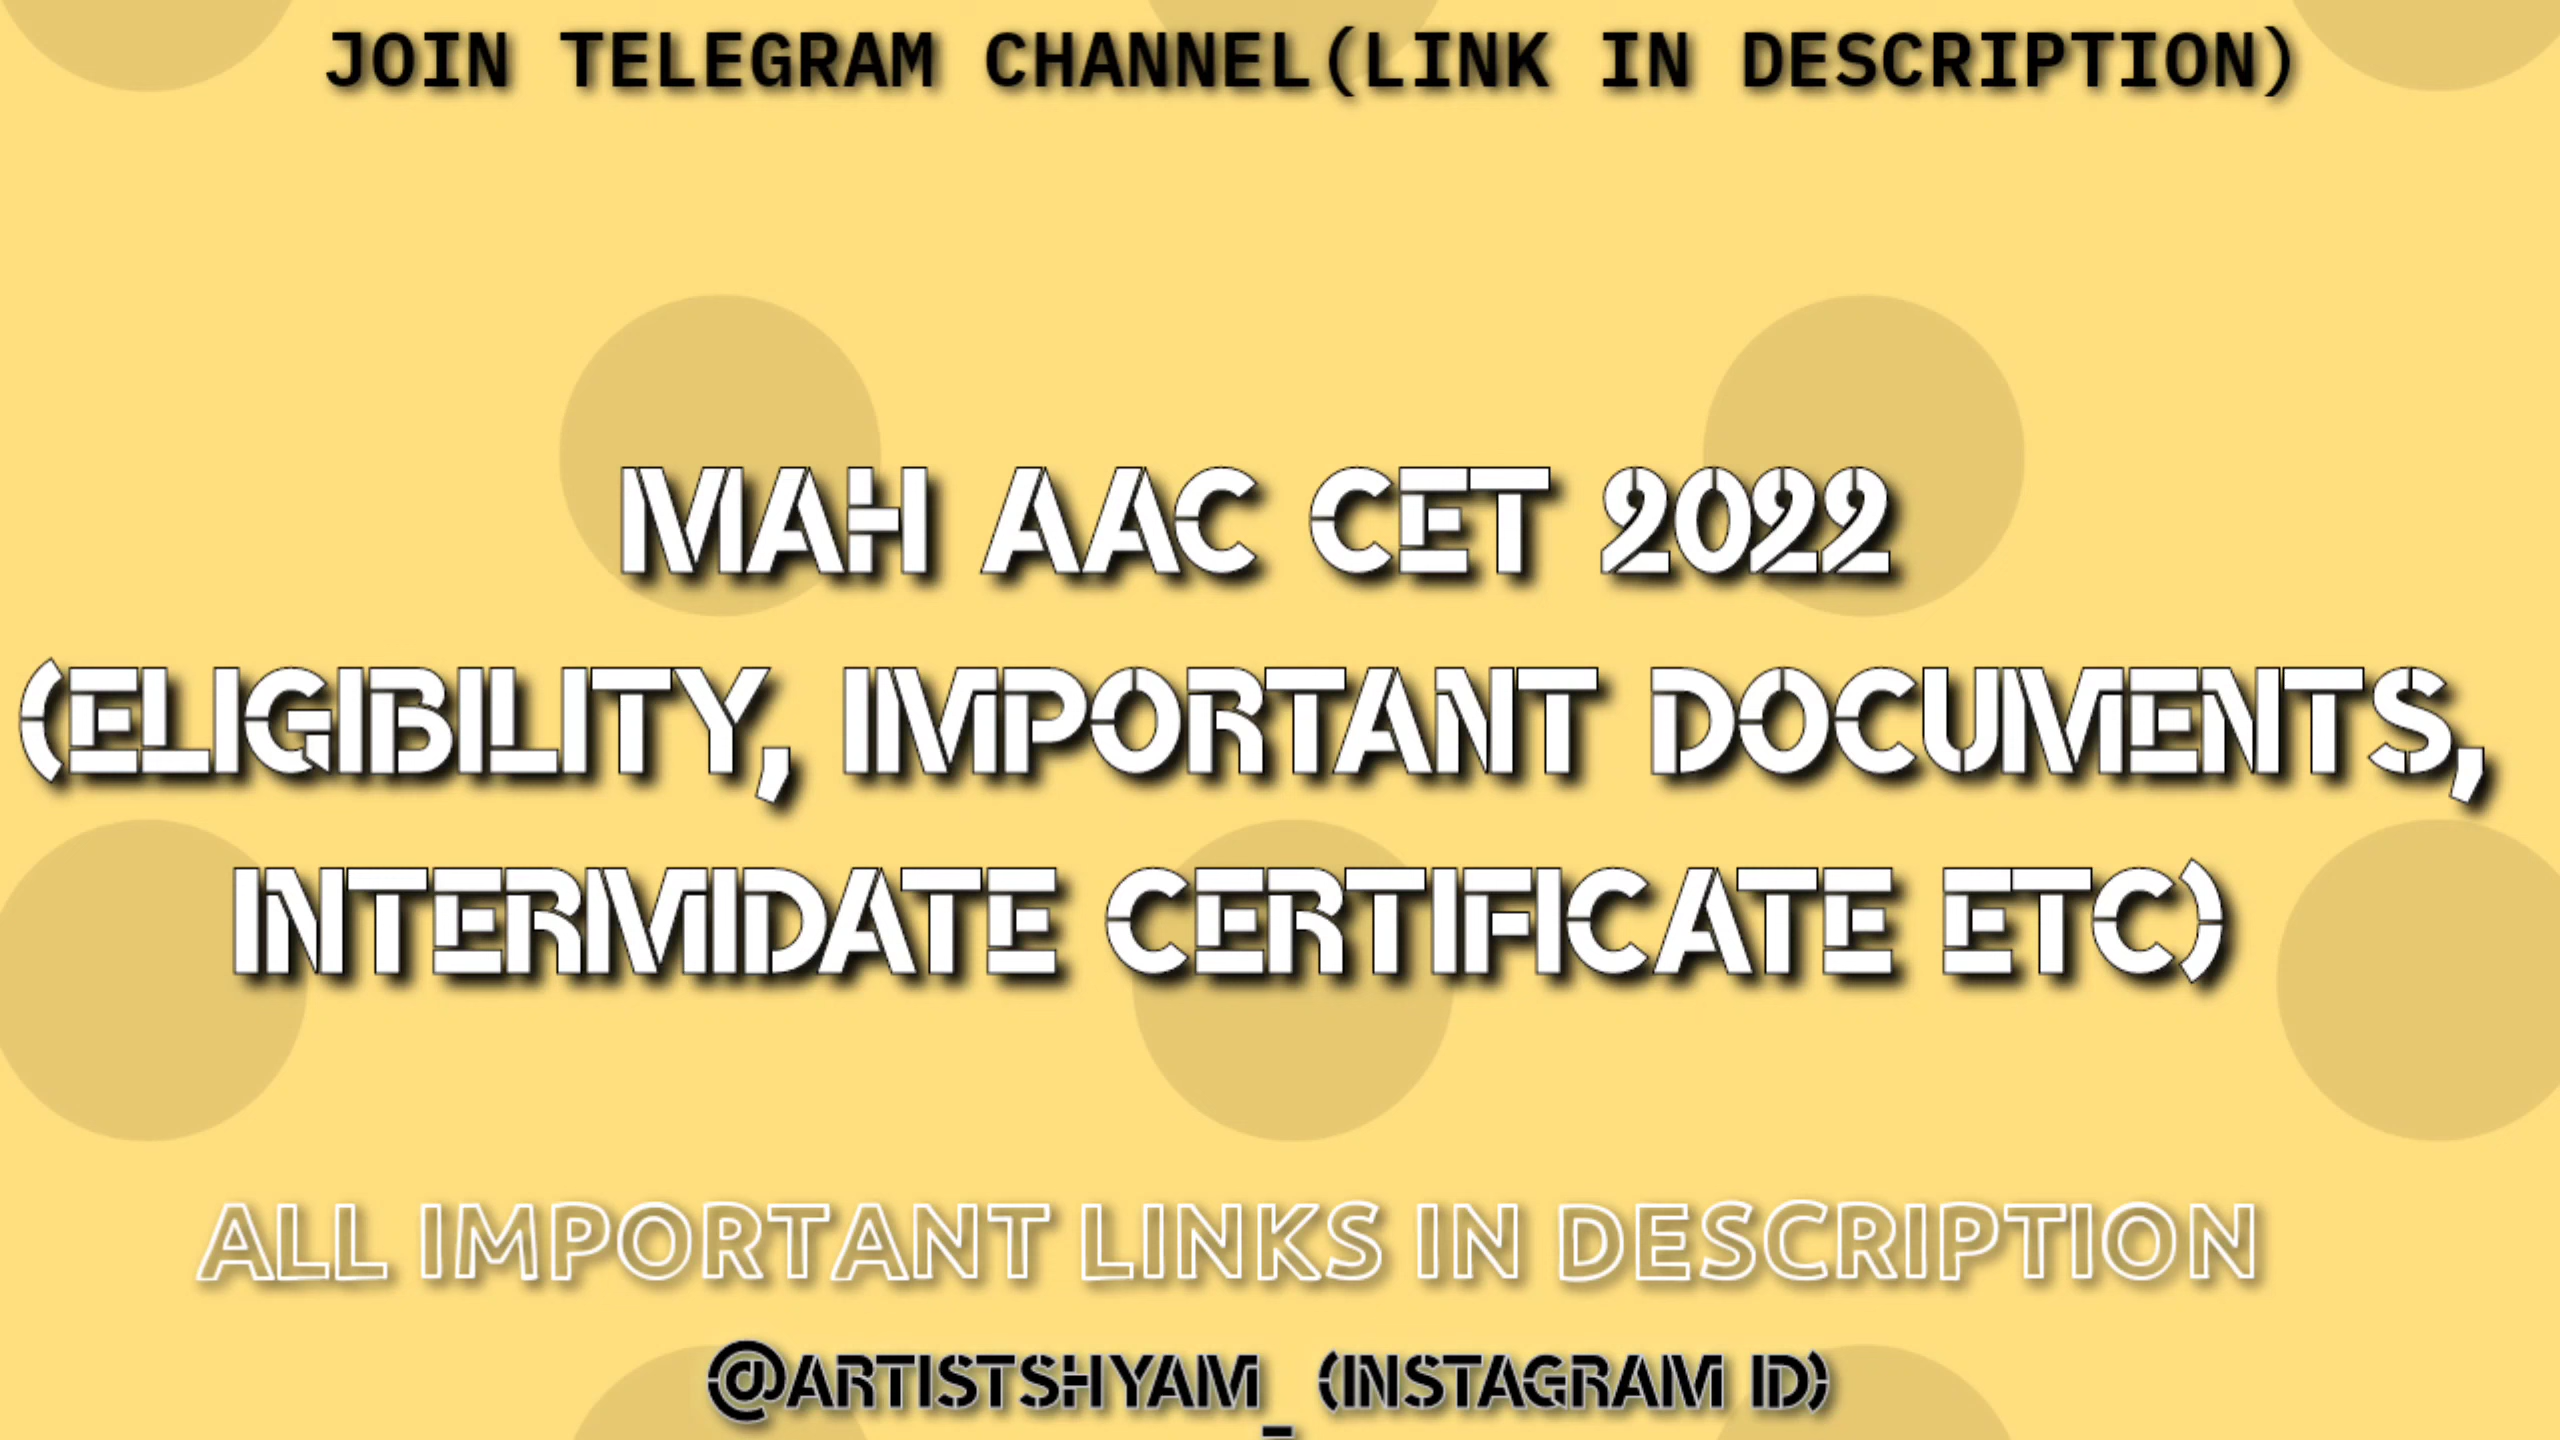 JOIN TELEGRAM CHANNEL(LINK IN DESCRIPTION)
MAH AAC CET 2022
(ELIGIBILITY, IMPORTANT DOCUMENTS,
INTERMIDATE CERTIFICATE ETC)
ALL IMPORTANT LINKS IN DESCRIPTION
@ARTISTSHYAM_ (INSTAGRAM ID)